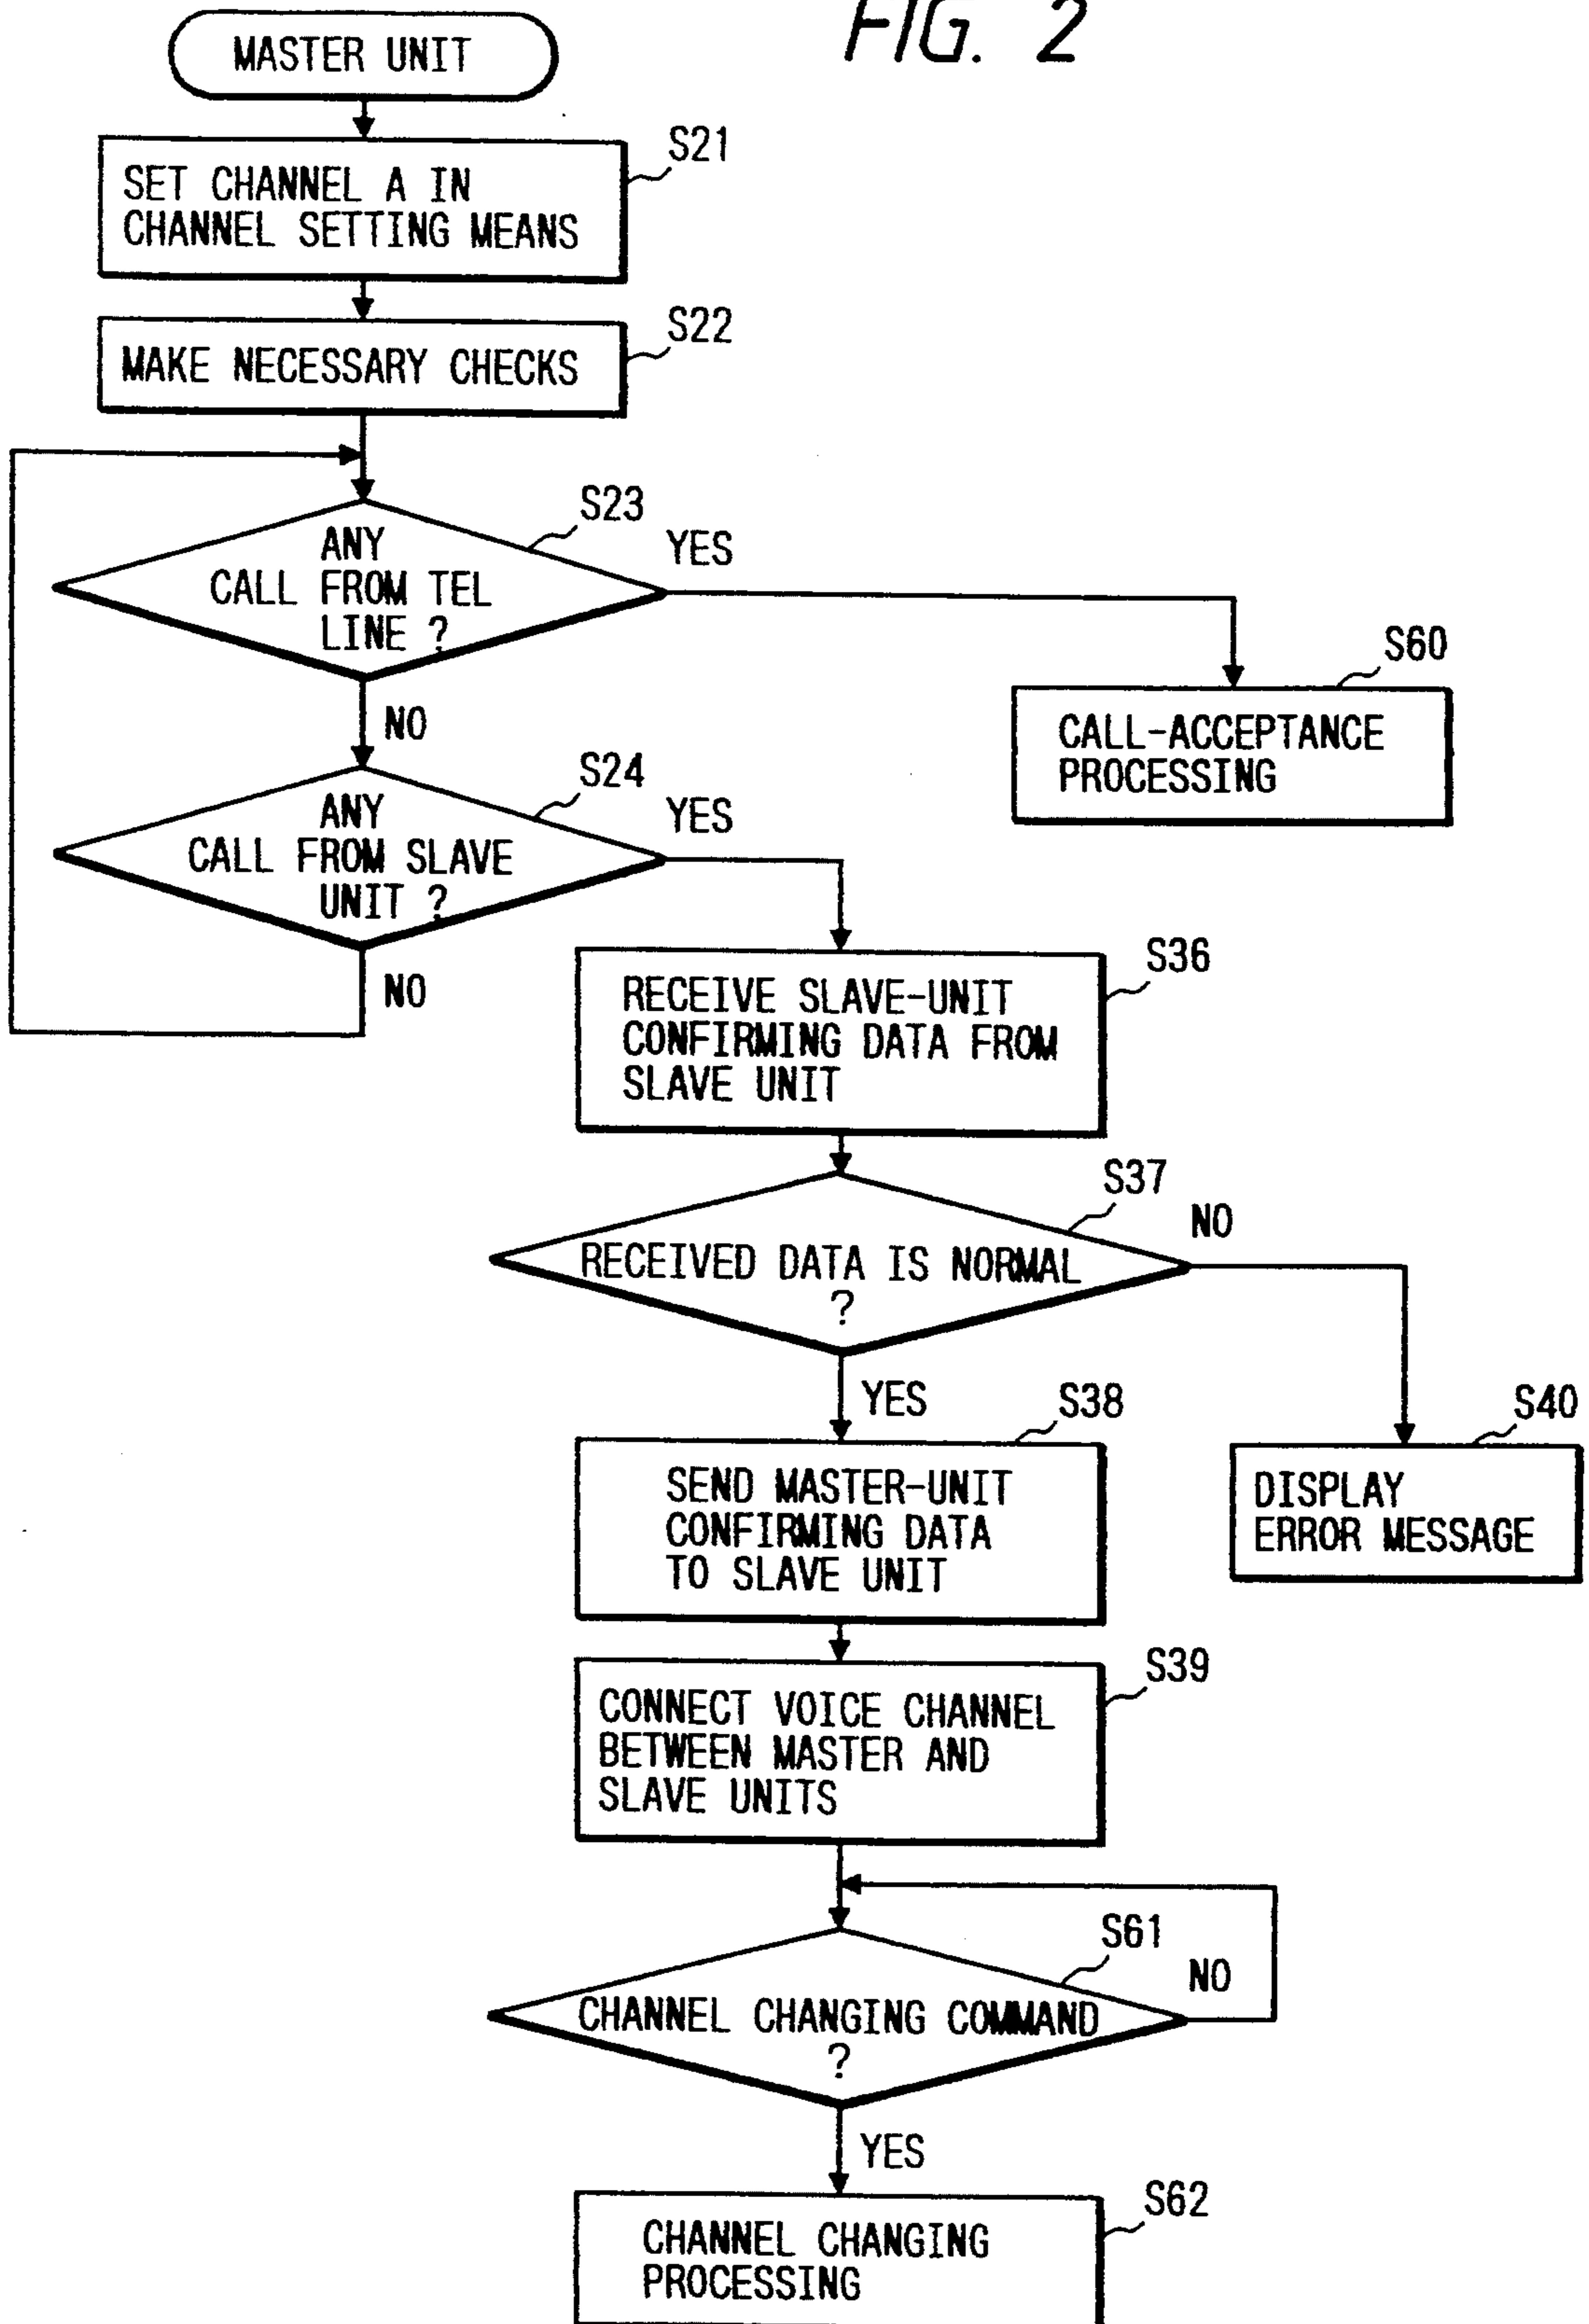 FIG. 2
MASTER UNIT
S21
SET CHANNEL A IN
CHANNEL SETTING MEANS
S22
MAKE NECESSARY CHECKS
S23
ANY
CALL FROM TEL
LINE ?
YES
NO
S60
CALL-ACCEPTANCE
PROCESSING
S24
ANY
CALL FROM SLAVE
UNIT ?
YES
NO
S36
RECEIVE SLAVE-UNIT
CONFIRMING DATA FROM
SLAVE UNIT
S37
RECEIVED DATA IS NORMAL
?
NO
YES
S38
SEND MASTER-UNIT
CONFIRMING DATA
TO SLAVE UNIT
S40
DISPLAY
ERROR MESSAGE
S39
CONNECT VOICE CHANNEL
BETWEEN MASTER AND
SLAVE UNITS
S61
CHANNEL CHANGING COMMAND
?
NO
YES
S62
CHANNEL CHANGING
PROCESSING